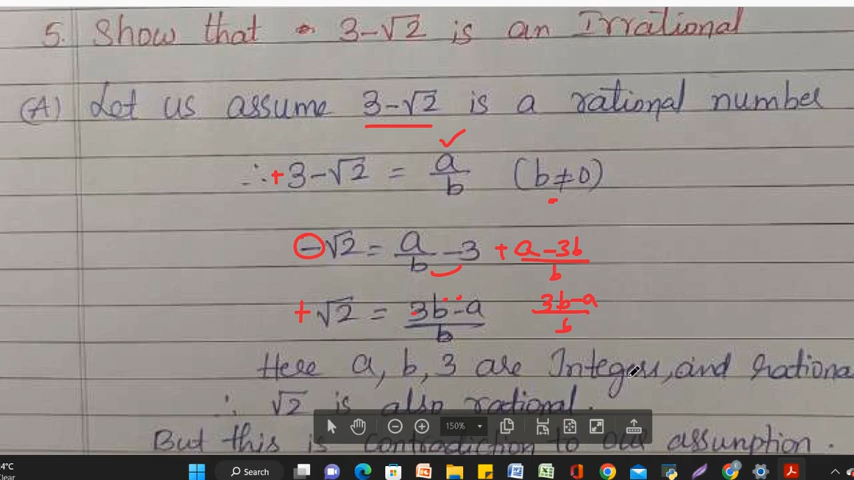 5. Show that 3-√2 is an Irrational
(A) Let us assume 3-√2 is a rational number
∴ +3-√2 = a/b (b≠0)
-√2 = a/b -3 + a-3b/b
+√2 = 3b-a/b 3b-a/b
Here a, b, 3 are Integers, and rationa
∴ √2 is also rational.
150%
But this is contradiction to our assumption.
4°C
Clear
Search